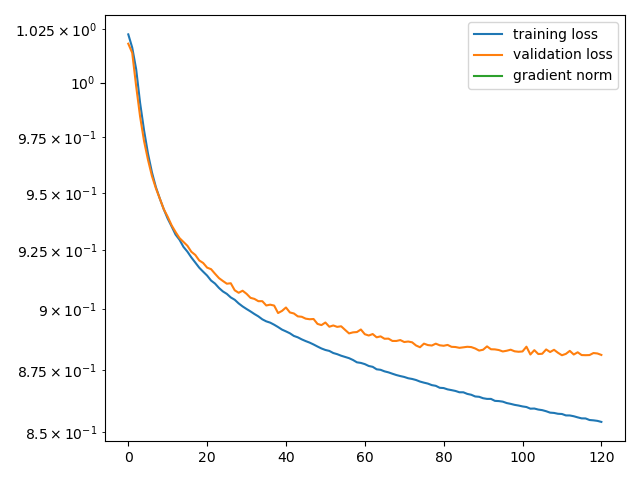 1.025 × 10⁰
10⁰
9.75 × 10⁻¹
9.5 × 10⁻¹
9.25 × 10⁻¹
9 × 10⁻¹
8.75 × 10⁻¹
8.5 × 10⁻¹
training loss
validation loss
gradient norm
0 20 40 60 80 100 120